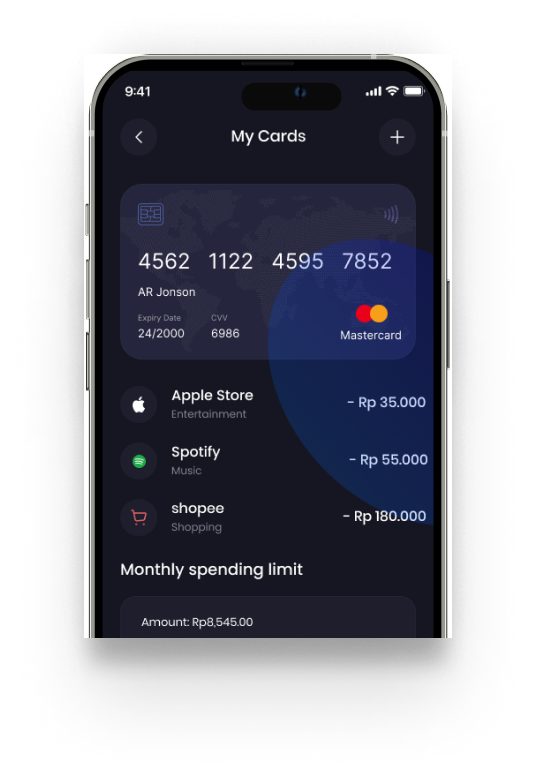 9:41
My Cards
4562 1122 4595 7852
AR Jonson
Expiry Date CVV
24/2000 6986
Mastercard
Apple Store - Rp 35.000
Entertainment
Spotify - Rp 55.000
Music
shopee - Rp 180.000
Shopping
Monthly spending limit
Amount: Rp8,545.00